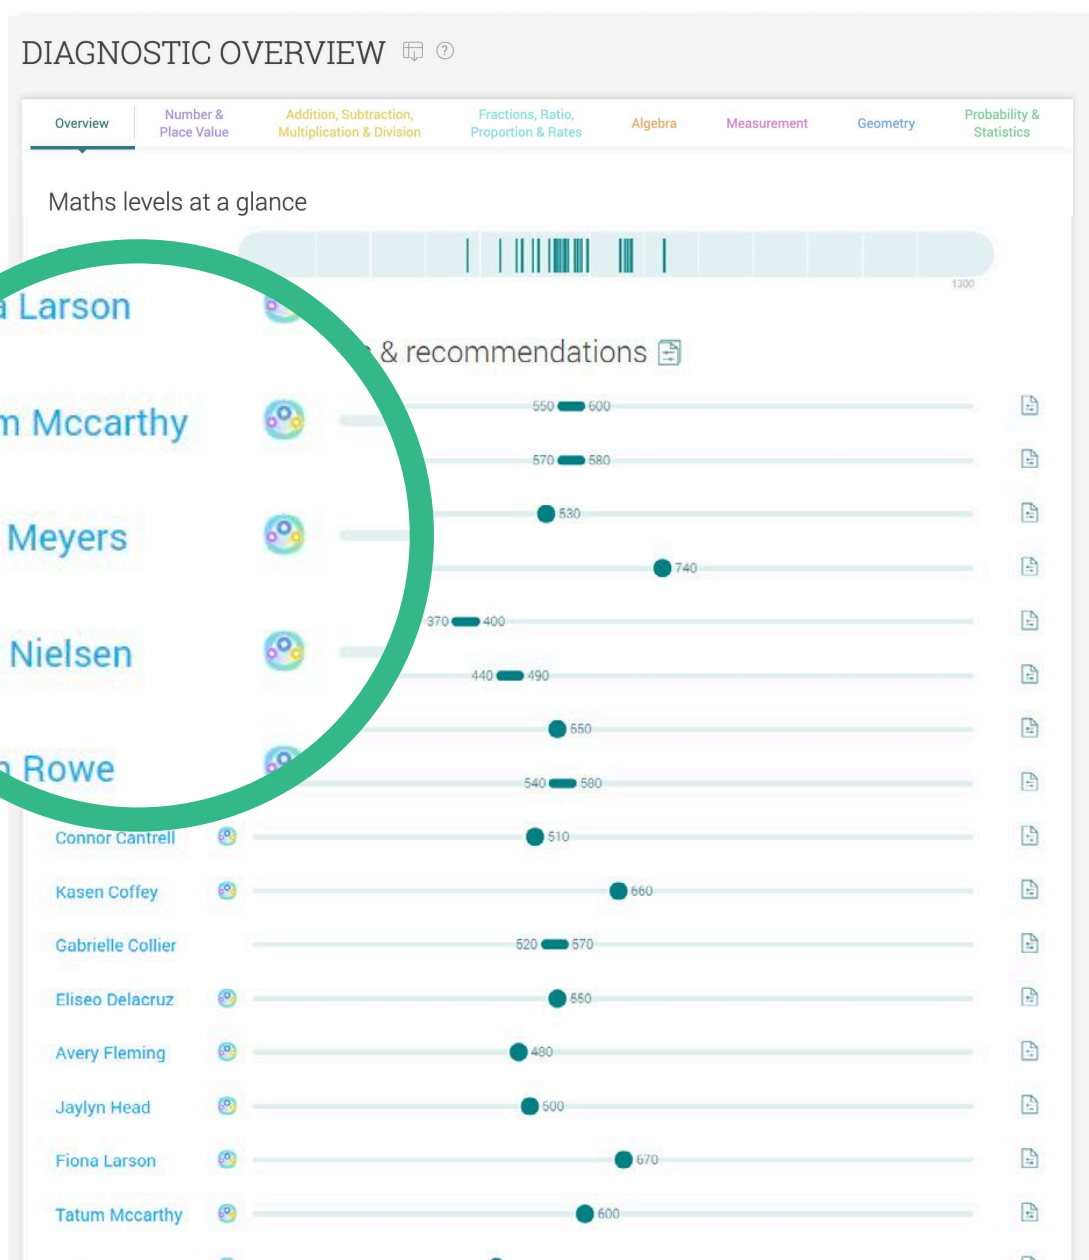 DIAGNOSTIC OVERVIEW
Overview
Number &
Place Value
Addition, Subtraction,
Multiplication & Division
Fractions, Ratio,
Proportion & Rates
Algebra
Measurement
Geometry
Probability &
Statistics
Maths levels at a glance
1300
& recommendations
a Larson
m Mccarthy
Meyers
Nielsen
Rowe
550 600
570 580
530
740
370 400
440 490
550
540 580
Connor Cantrell 510
Kasen Coffey 660
Gabrielle Collier 520 570
Eliseo Delacruz 550
Avery Fleming 480
Jaylyn Head 500
Fiona Larson 670
Tatum Mccarthy 600